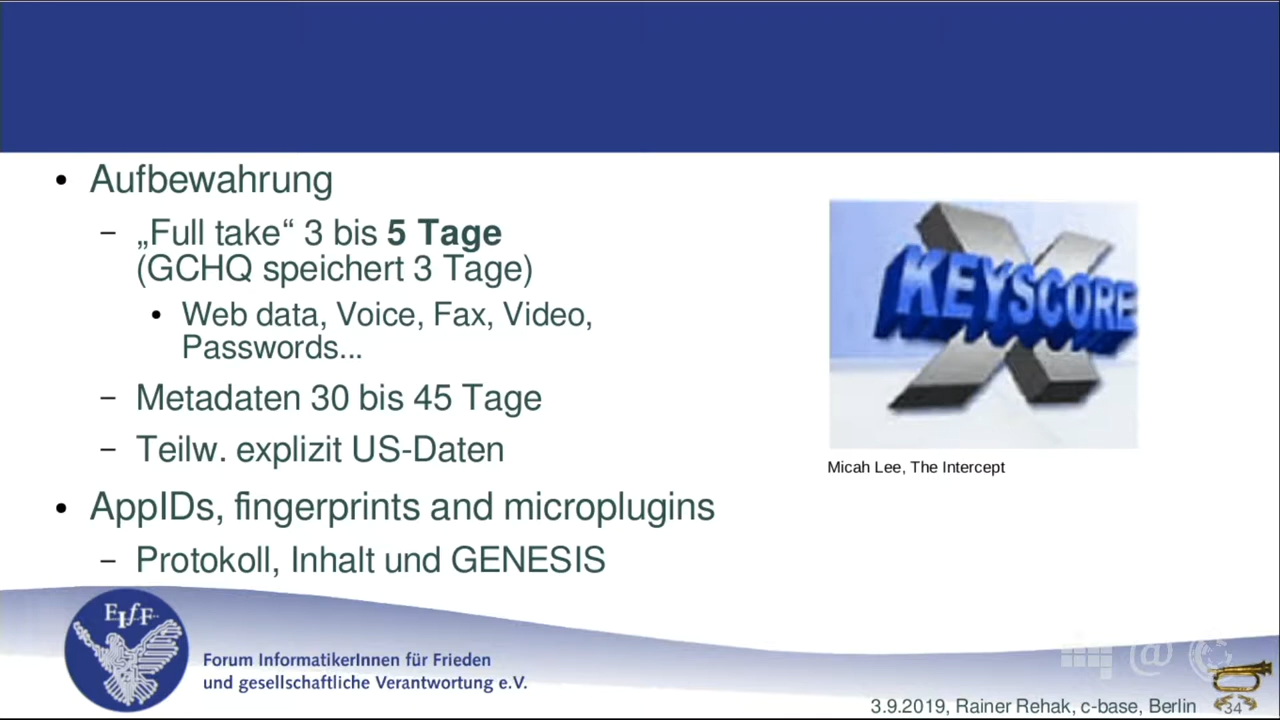 Aufbewahrung
„Full take“ 3 bis 5 Tage
(GCHQ speichert 3 Tage)
Web data, Voice, Fax, Video,
Passwords...
Metadaten 30 bis 45 Tage
Teilw. explizit US-Daten
AppIDs, fingerprints and microplugins
Protokoll, Inhalt und GENESIS
X
KEYSCORE
Micah Lee, The Intercept
FIfF
Forum InformatikerInnen für Frieden
und gesellschaftliche Verantwortung e.V.
@
3.9.2019, Rainer Rehak, c-base, Berlin
34